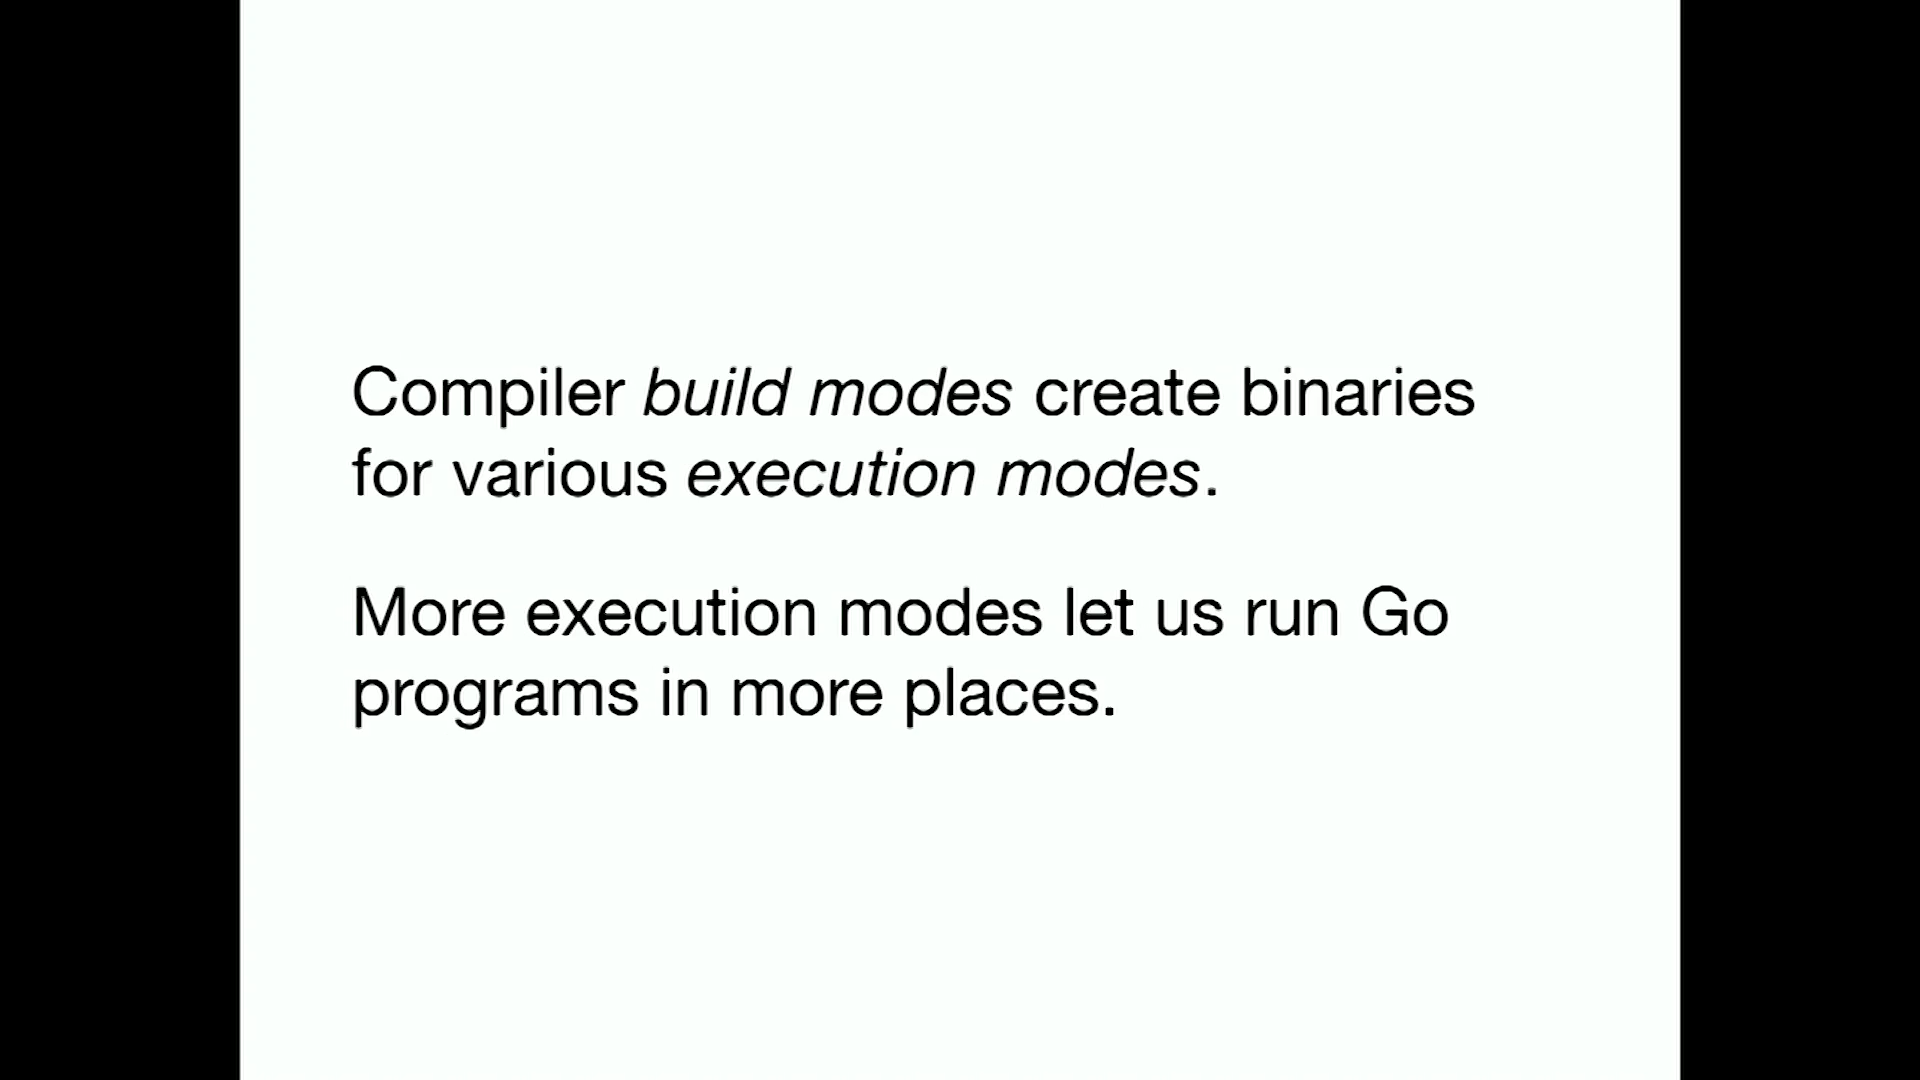 Compiler build modes create binaries
for various execution modes.
More execution modes let us run Go
programs in more places.